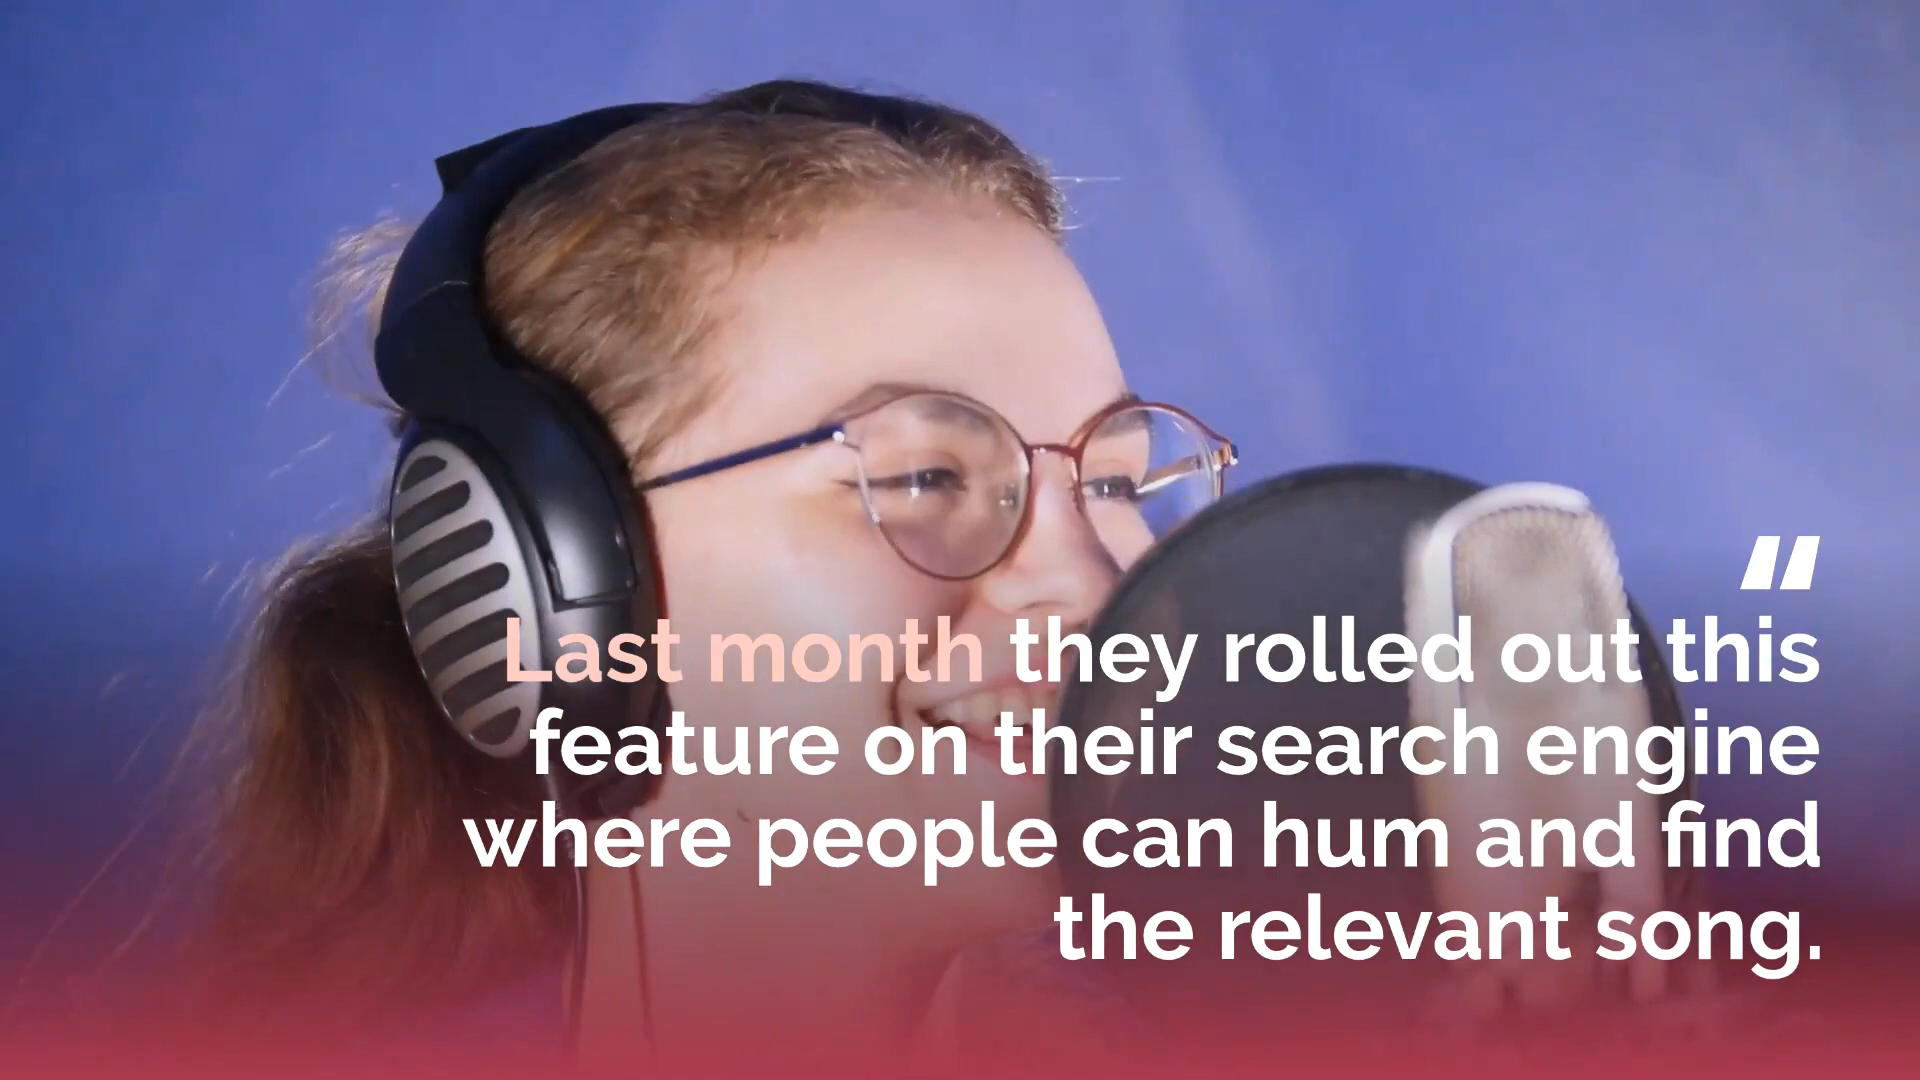 “
Last month they rolled out this
feature on their search engine
where people can hum and find
the relevant song.